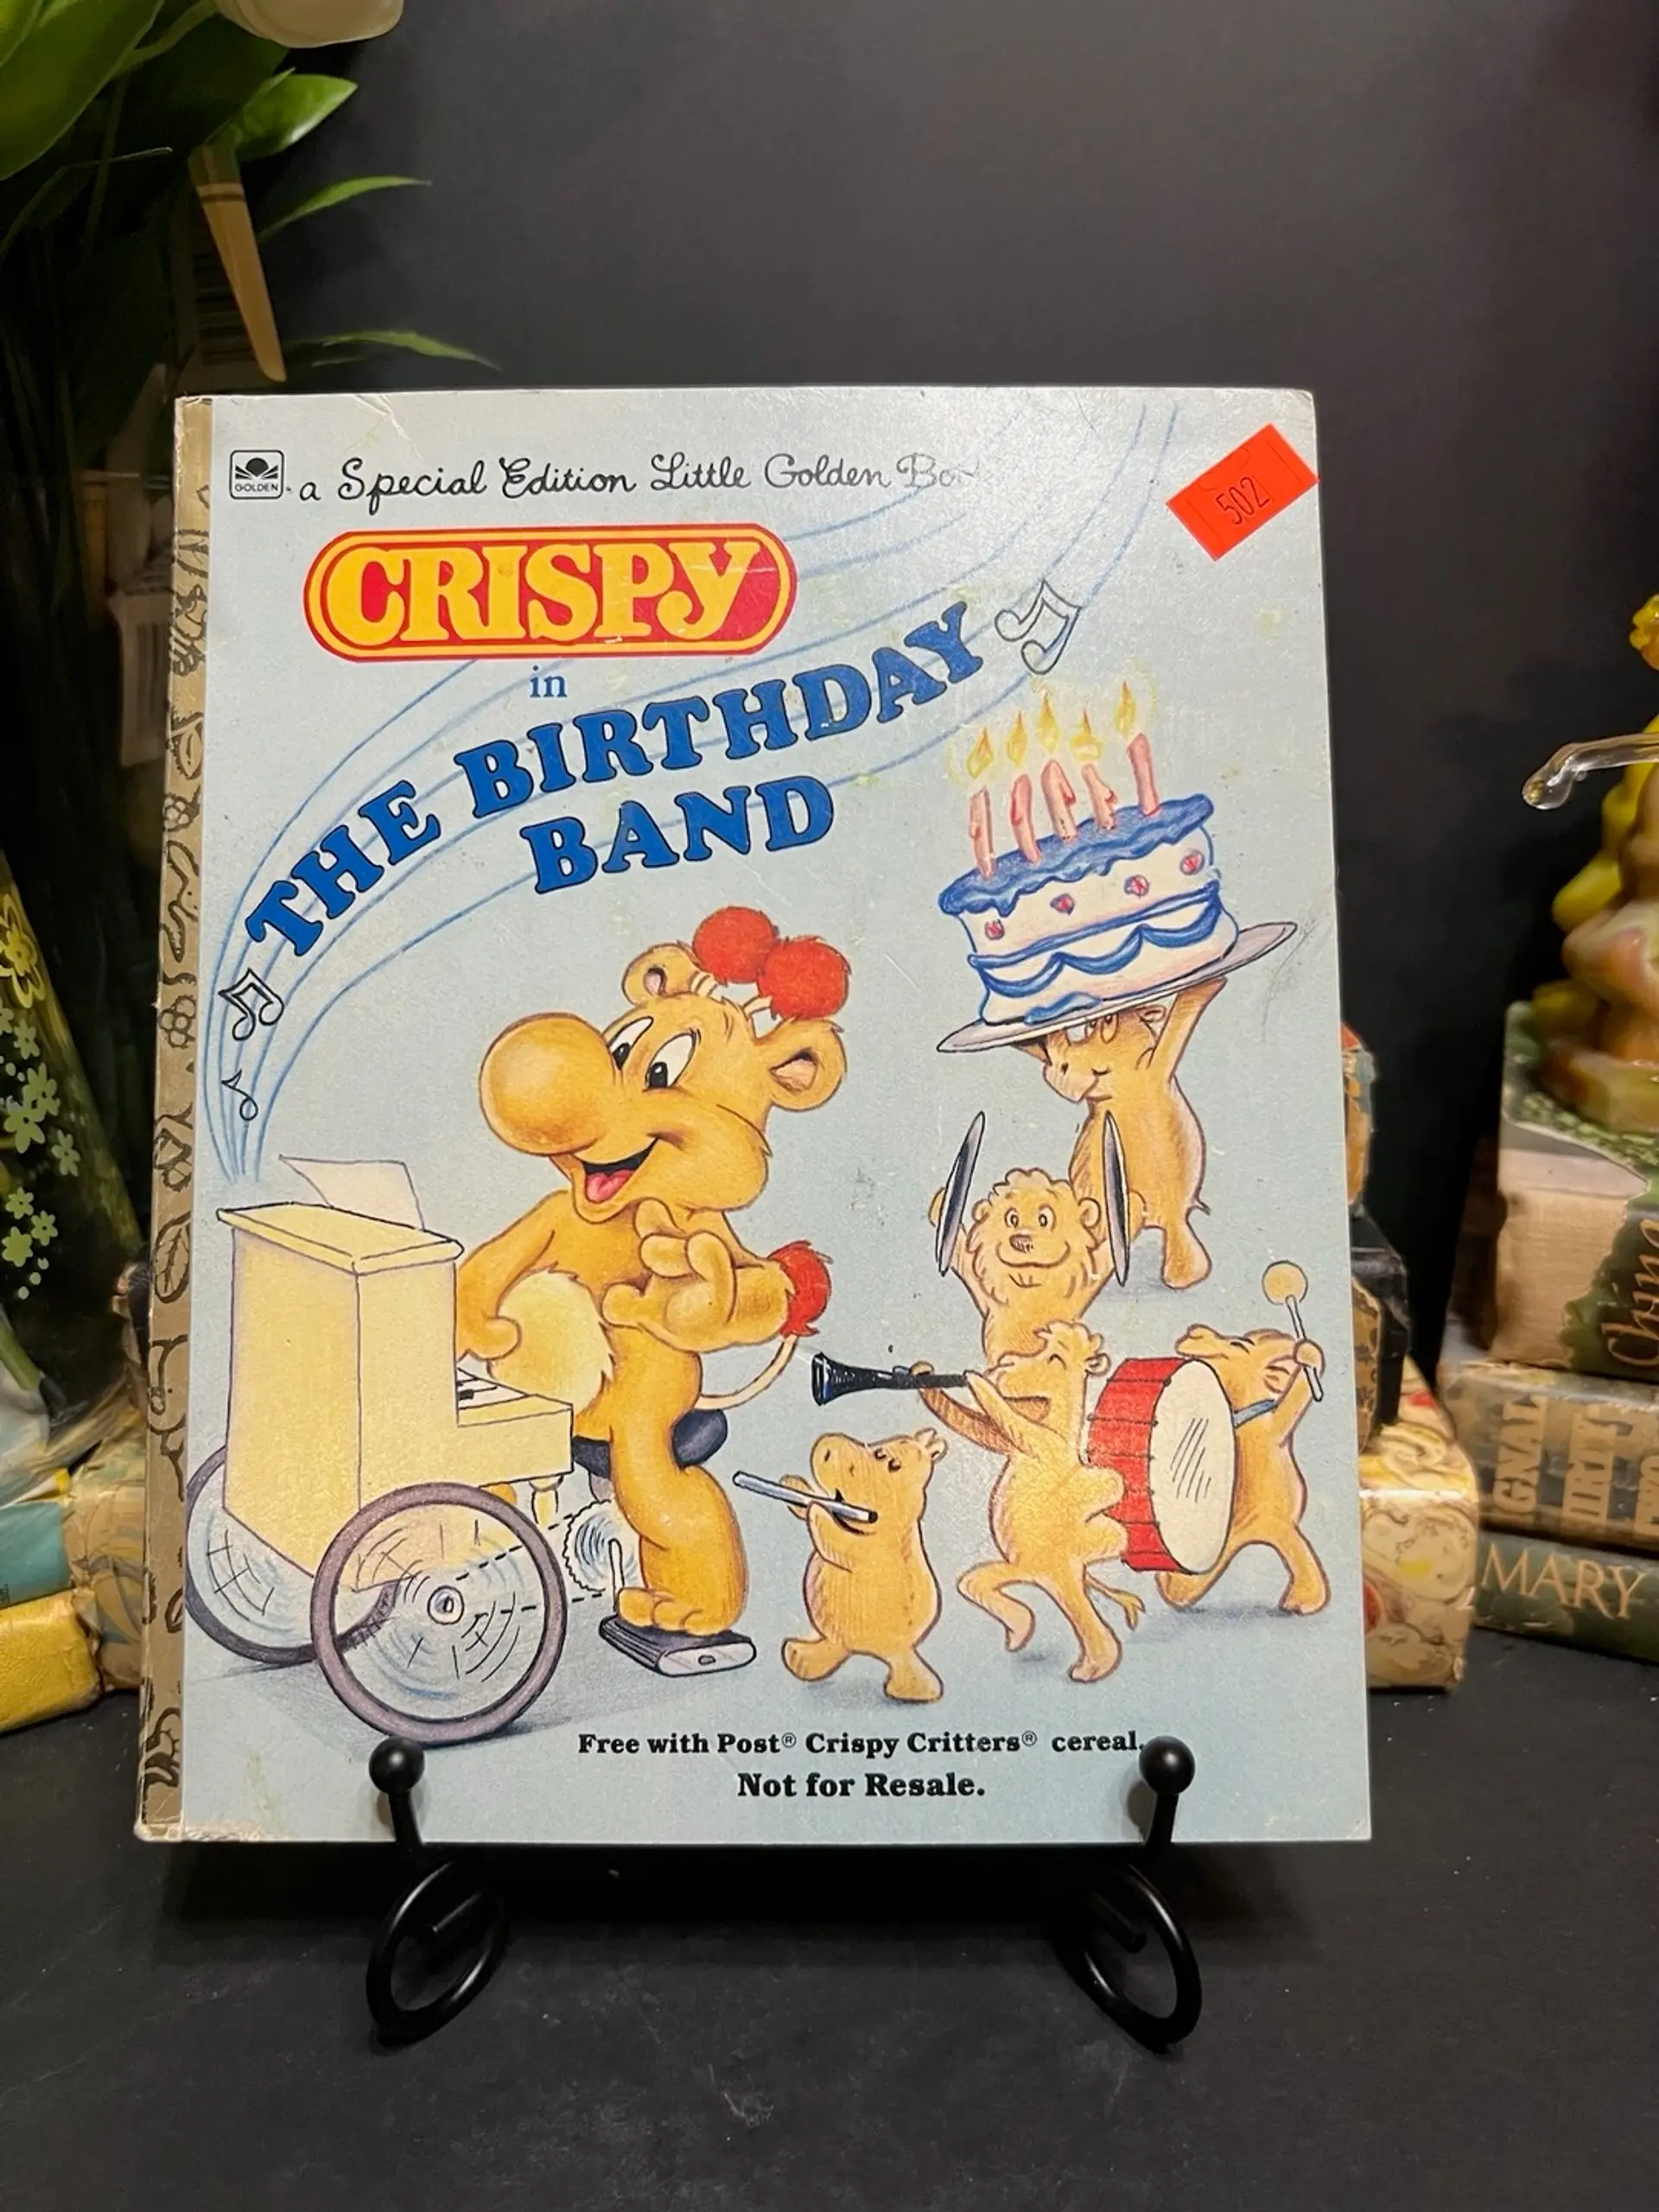 GOLDEN
a Special Edition Little Golden
502
CRISPY
in
THE BIRTHDAY
BAND
Free with Post® Crispy Critters® cereal.
Not for Resale.
MARY